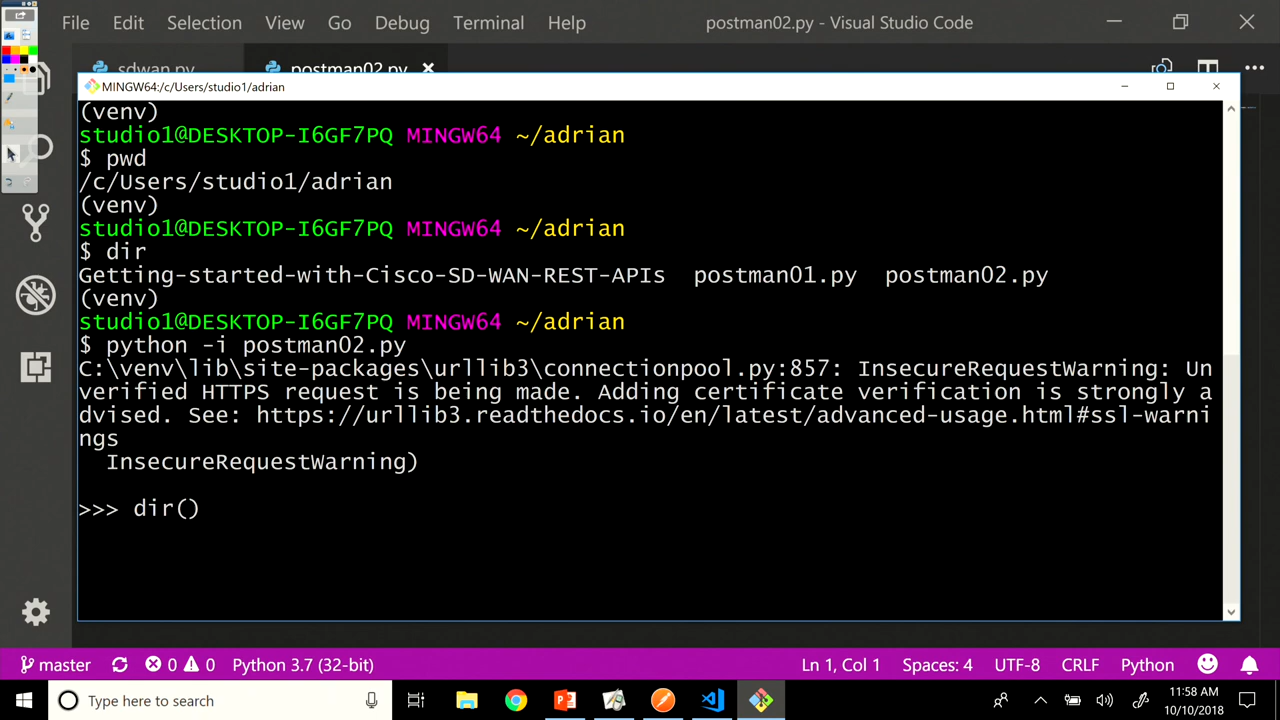 File Edit Selection View Go Debug Terminal Help postman02.py - Visual Studio Code
sdwan.py postman02.py
MINGW64:/c/Users/studio1/adrian
(venv)
studio1@DESKTOP-I6GF7PQ MINGW64 ~/adrian
$ pwd
/c/Users/studio1/adrian
(venv)
studio1@DESKTOP-I6GF7PQ MINGW64 ~/adrian
$ dir
Getting-started-with-Cisco-SD-WAN-REST-APIs postman01.py postman02.py
(venv)
studio1@DESKTOP-I6GF7PQ MINGW64 ~/adrian
$ python -i postman02.py
C:\venv\lib\site-packages\urllib3\connectionpool.py:857: InsecureRequestWarning: Un
verified HTTPS request is being made. Adding certificate verification is strongly a
dvised. See: https://urllib3.readthedocs.io/en/latest/advanced-usage.html#ssl-warni
ngs
InsecureRequestWarning)
>>> dir()
master 0 0 Python 3.7 (32-bit) Ln 1, Col 1 Spaces: 4 UTF-8 CRLF Python
Type here to search
11:58 AM
10/10/2018